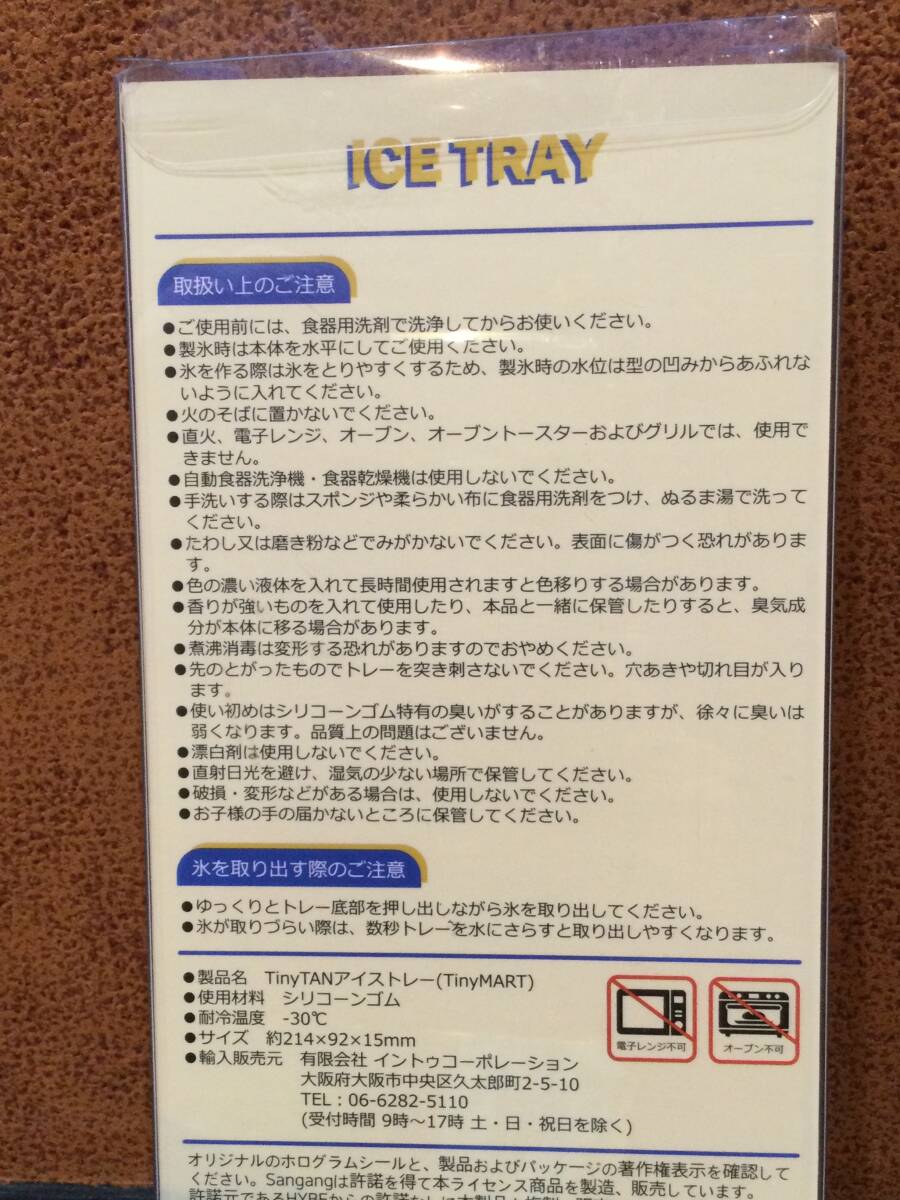 ICE TRAY
取扱い上のご注意
●ご使用前には、食器用洗剤で洗浄してからお使いください。
●製氷時は本体を水平にしてご使用ください。
●氷を作る際は氷をとりやすくするため、製氷時の水位は型の凹みからあふれな
いように入れてください。
●火のそばに置かないでください。
●直火、電子レンジ、オーブン、オーブントースターおよびグリルでは、使用で
きません。
●自動食器洗浄機・食器乾燥機は使用しないでください。
●手洗いする際はスポンジや柔らかい布に食器用洗剤をつけ、ぬるま湯で洗って
ください。
●たわし又は磨き粉などでみがかないでください。表面に傷がつく恐れがありま
す。
●色の濃い液体を入れて長時間使用されますと色移りする場合があります。
●香りが強いものを入れて使用したり、本品と一緒に保管したりすると、臭気成
分が本体に移る場合があります。
●煮沸消毒は変形する恐れがありますのでおやめください。
●先のとがったものでトレーを突き刺さないでください。穴あきや切れ目が入り
ます。
●使い初めはシリコーンゴム特有の臭いがすることがありますが、徐々に臭いは
弱くなります。品質上の問題はございません。
●漂白剤は使用しないでください。
●直射日光を避け、湿気の少ない場所で保管してください。
●破損・変形などがある場合は、使用しないでください。
●お子様の手の届かないところに保管してください。
氷を取り出す際のご注意
●ゆっくりとトレー底部を押し出しながら氷を取り出してください。
●氷が取りづらい際は、数秒トレーを水にさらすと取り出しやすくなります。
●製品名 TinyTANアイストレー(TinyMART)
●使用材料 シリコーンゴム
●耐冷温度 -30℃
●サイズ 約214×92×15mm
●輸入販売元 有限会社 イントゥコーポレーション
大阪府大阪市中央区久太郎町2-5-10
TEL：06-6282-5110
(受付時間 9時～17時 土・日・祝日を除く)
電子レンジ不可
オーブン不可
オリジナルのホログラムシールと、製品およびパッケージの著作権表示を確認して
ください。Sangangは許諾を得て本ライセンス商品を製造、販売しています。
許諾元であるHYBEからの許諾なしに本製品を